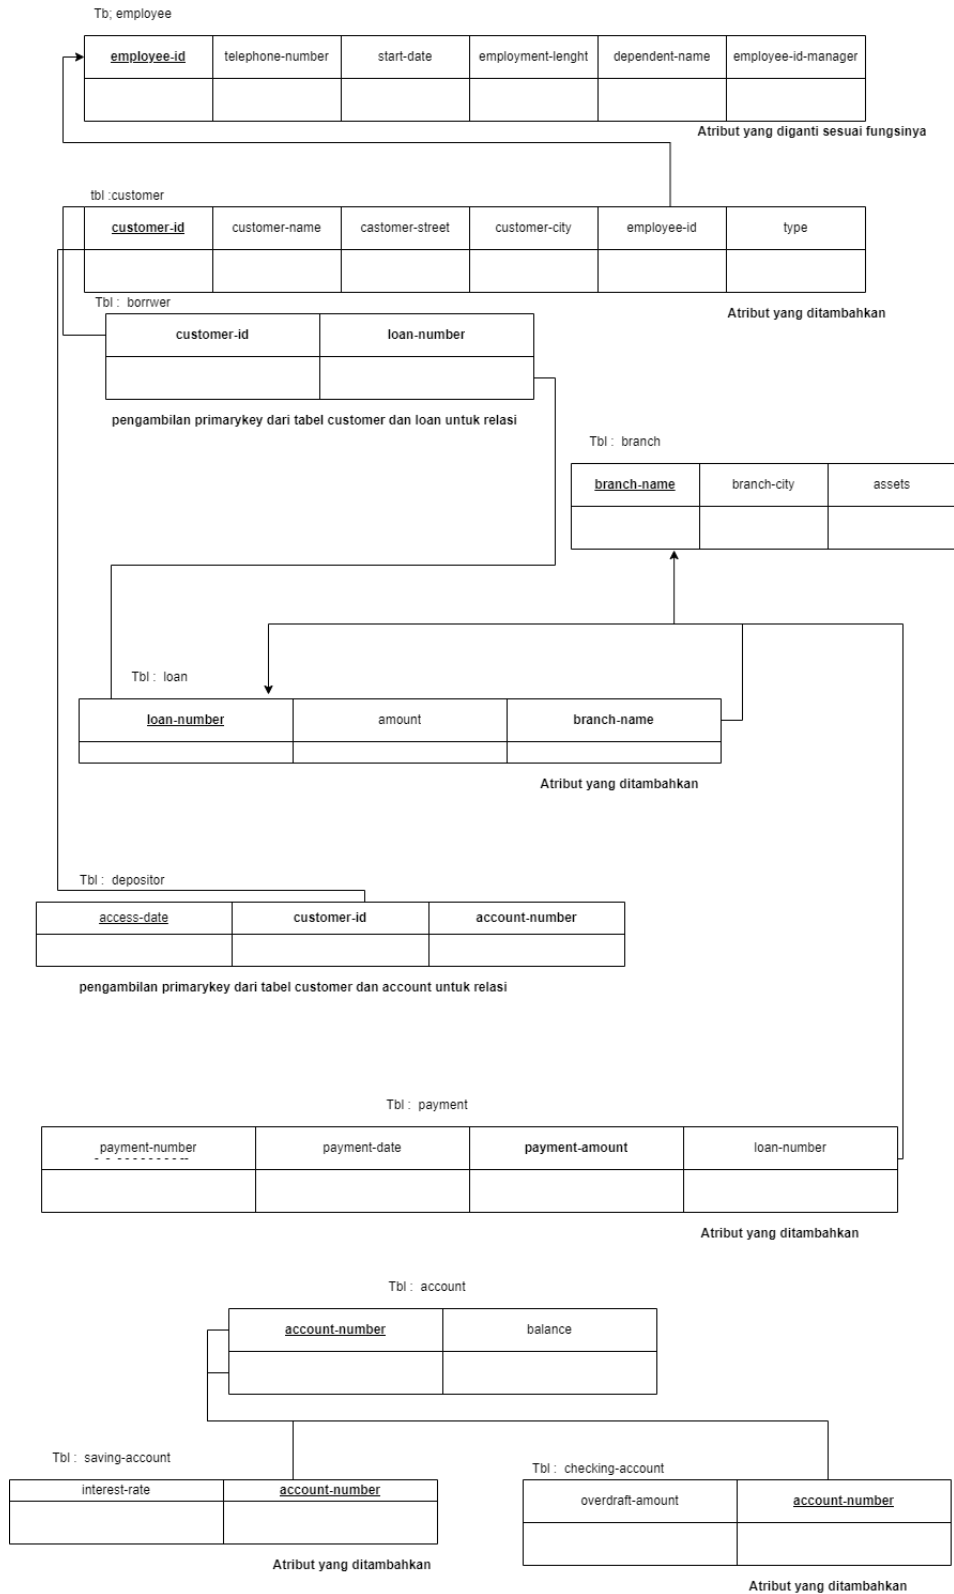 Tb; employee
employee-id telephone-number start-date employment-lenght dependent-name employee-id-manager
Atribut yang diganti sesuai fungsinya
tbl :customer
customer-id customer-name castomer-street customer-city employee-id type
Atribut yang ditambahkan
Tbl : borrwer
customer-id loan-number
pengambilan primarykey dari tabel customer dan loan untuk relasi
Tbl : branch
branch-name branch-city assets
Tbl : loan
loan-number amount branch-name
Atribut yang ditambahkan
Tbl : depositor
access-date customer-id account-number
pengambilan primarykey dari tabel customer dan account untuk relasi
Tbl : payment
payment-number payment-date payment-amount loan-number
Atribut yang ditambahkan
Tbl : account
account-number balance
Tbl : saving-account
interest-rate account-number
Atribut yang ditambahkan
Tbl : checking-account
overdraft-amount account-number
Atribut yang ditambahkan